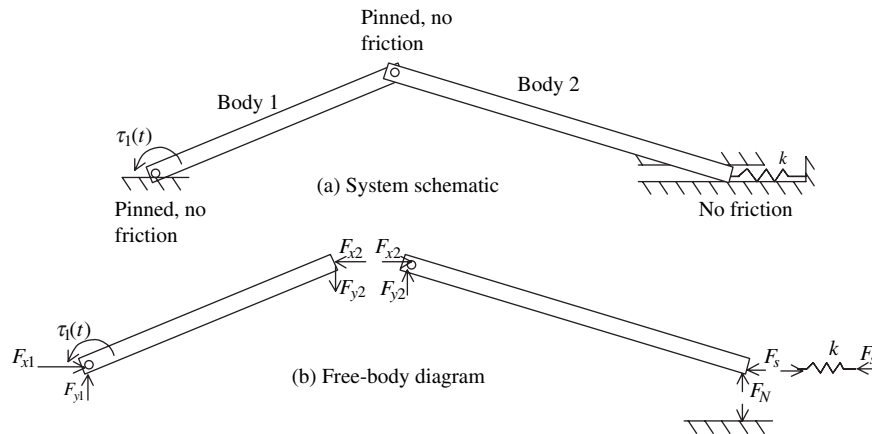 Pinned, no
friction
Body 1
Body 2
τ1(t)
k
(a) System schematic
Pinned, no
friction
No friction
Fx2
Fx2
Fy2
Fy2
τ1(t)
Fx1
Fy1
(b) Free-body diagram
Fs
k
Fs
FN